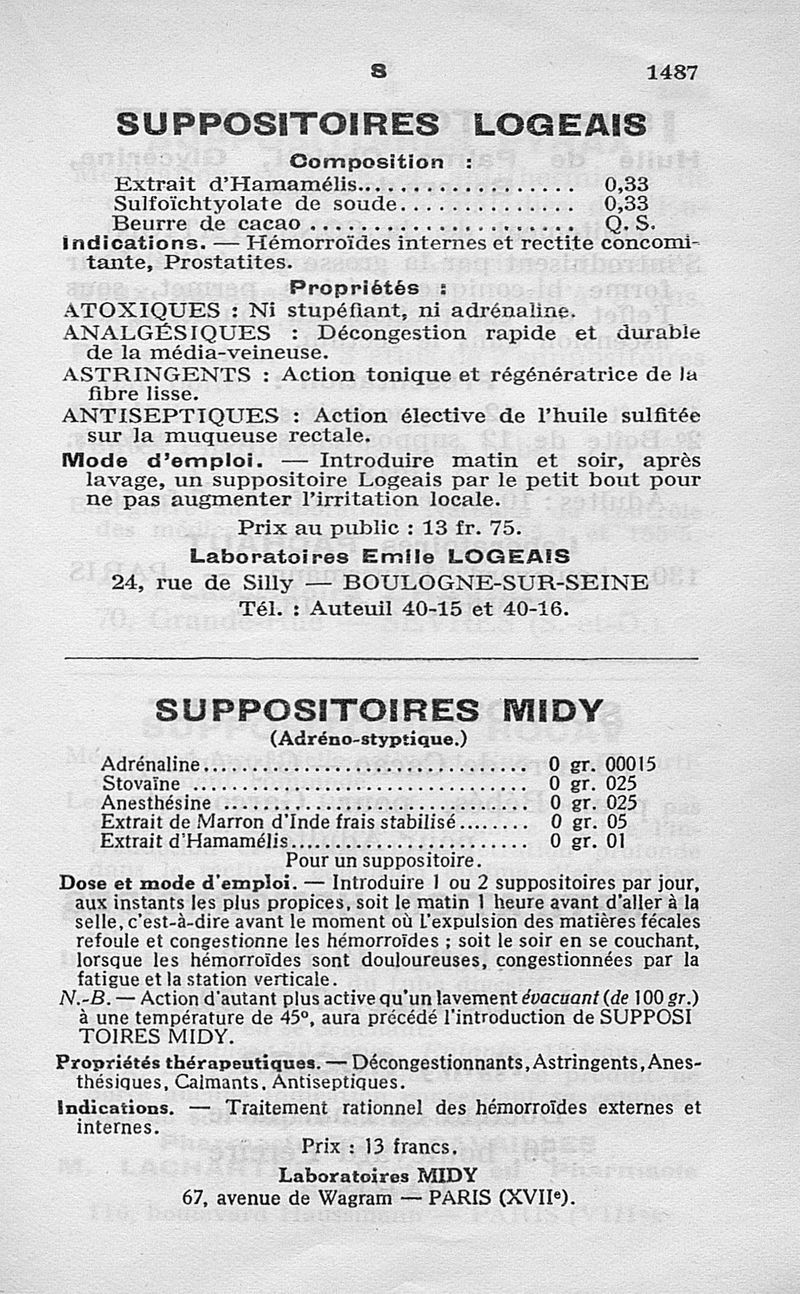 S 1487
SUPPOSITOIRES LOGEAIS
Composition :
Extrait d'Hamamélis.................. 0,33
Sulfoïchtyolate de soude............... 0,33
Beurre de cacao ..................... Q. S.
Indications. — Hémorroïdes internes et rectite concomi-
tante, Prostatites.
Propriétés :
ATOXIQUES : Ni stupéfiant, ni adrénaline.
ANALGÉSIQUES : Décongestion rapide et durable
de la média-veineuse.
ASTRINGENTS : Action tonique et régénératrice de la
fibre lisse.
ANTISEPTIQUES : Action élective de l'huile sulfitée
sur la muqueuse rectale.
Mode d'emploi. — Introduire matin et soir, après
lavage, un suppositoire Logeais par le petit bout pour
ne pas augmenter l'irritation locale.
Prix au public : 13 fr. 75.
Laboratoires Emile LOGEAIS
24, rue de Silly — BOULOGNE-SUR-SEINE
Tél. : Auteuil 40-15 et 40-16.
SUPPOSITOIRES MIDY
(Adréno-styptique.)
Adrénaline................................ 0 gr. 00015
Stovaïne ................................. 0 gr. 025
Anesthésine .............................. 0 gr. 025
Extrait de Marron d'Inde frais stabilisé........ 0 gr. 05
Extrait d'Hamamélis........................ 0 gr. 01
Pour un suppositoire.
Dose et mode d'emploi. — Introduire 1 ou 2 suppositoires par jour,
aux instants les plus propices, soit le matin 1 heure avant d'aller à la
selle, c'est-à-dire avant le moment où l'expulsion des matières fécales
refoule et congestionne les hémorroïdes ; soit le soir en se couchant,
lorsque les hémorroïdes sont douloureuses, congestionnées par la
fatigue et la station verticale.
N.-B. — Action d'autant plus active qu'un lavement évacuant (de 100 gr.)
à une température de 45°, aura précédé l'introduction de SUPPOSI
TOIRES MIDY.
Propriétés thérapeutiques. — Décongestionnants, Astringents, Anes-
thésiques, Calmants, Antiseptiques.
Indications. — Traitement rationnel des hémorroïdes externes et
internes.
Prix : 13 francs.
Laboratoires MIDY
67, avenue de Wagram — PARIS (XVIIe).